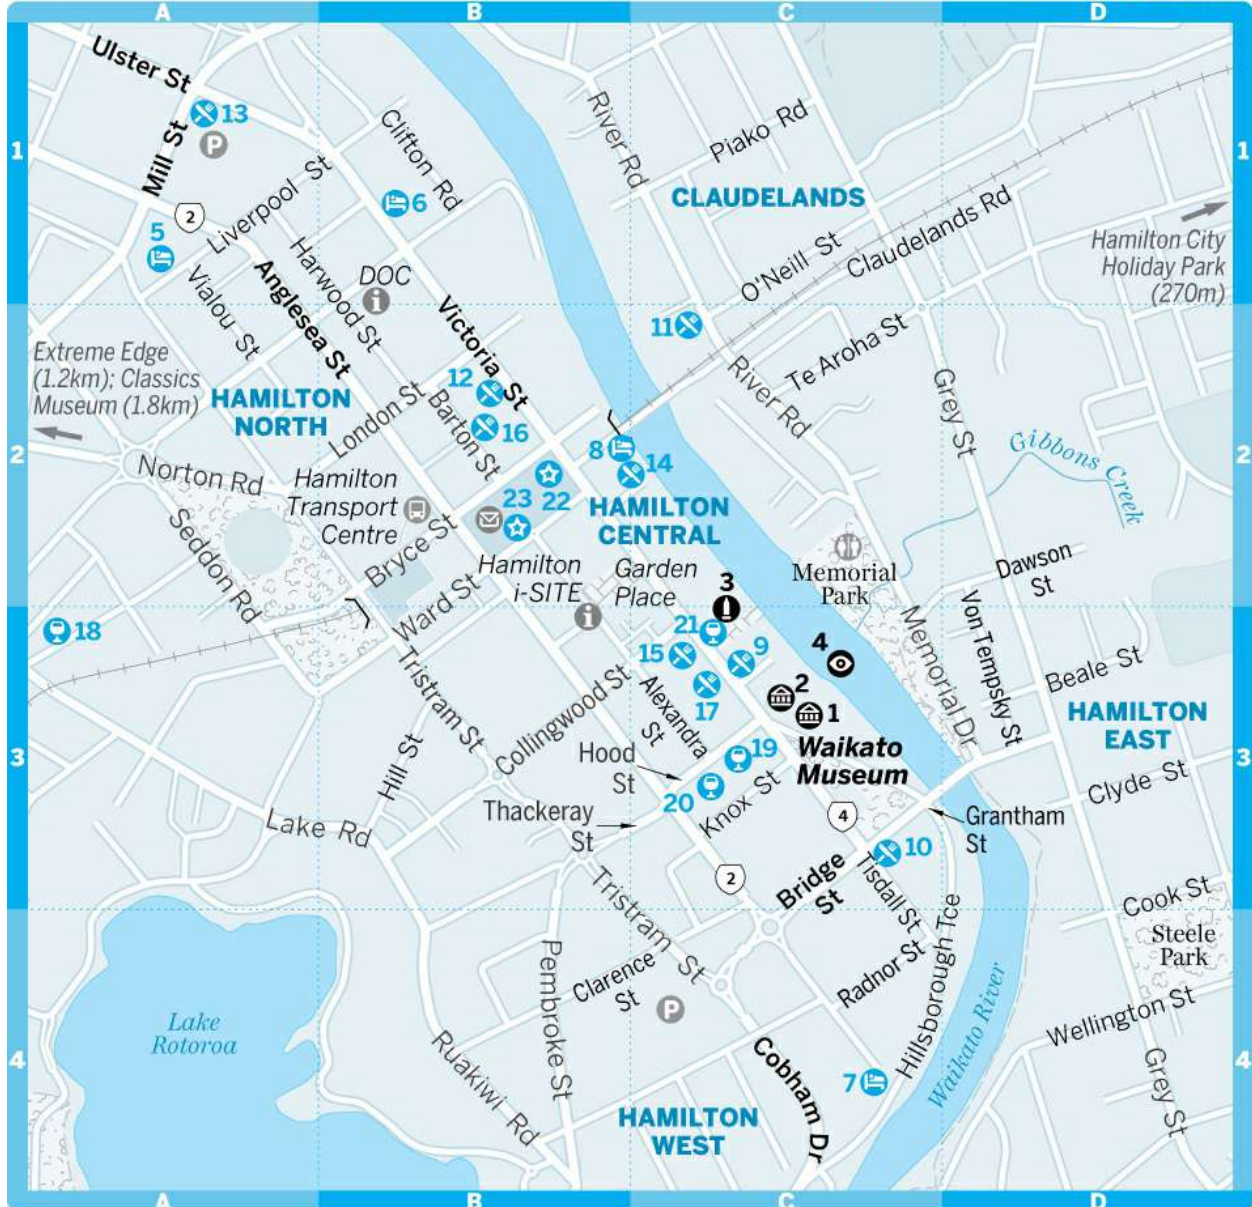 A
B
C
D
Ulster St
13
P
Mill St
1
1
Clifton Rd
River Rd
Piako Rd
CLAUDELANDS
Liverpool St
6
2
5
Harwood St
O'Neill St
Claudelands Rd
Hamilton City
Holiday Park
(270m)
DOC
i
Vialou St
Anglesea St
Victoria St
11
Extreme Edge
(1.2km); Classics
Museum (1.8km)
HAMILTON
NORTH
London St
12
Barton St
16
River Rd
Te Aroha St
Grey St
Gibbons Creek
2
2
Norton Rd
Hamilton
Transport
Centre
8
14
23
22
HAMILTON
CENTRAL
Seddon Rd
Bryce St
Hamilton
i-SITE
Garden
Place
Memorial
Park
Dawson
St
Ward St
i
3
18
21
15
9
4
Memorial Dr
Von Tempsky St
Beale St
Tristram St
Collingwood St
Alexandra
St
17
2
1
HAMILTON
EAST
3
3
Hill St
Hood
St
19
Waikato
Museum
Clyde St
Thackeray
St
20
Knox St
4
Grantham
St
Lake Rd
2
10
Bridge
St
Tisdall St
Cook St
Tristram St
Steele
Park
Pembroke St
Clarence
St
Radnor St
Hillsborough Tce
Waikato River
Wellington St
P
Lake
Rotoroa
4
4
Ruakiwi Rd
Cobham Dr
7
Grey St
HAMILTON
WEST
A
B
C
D